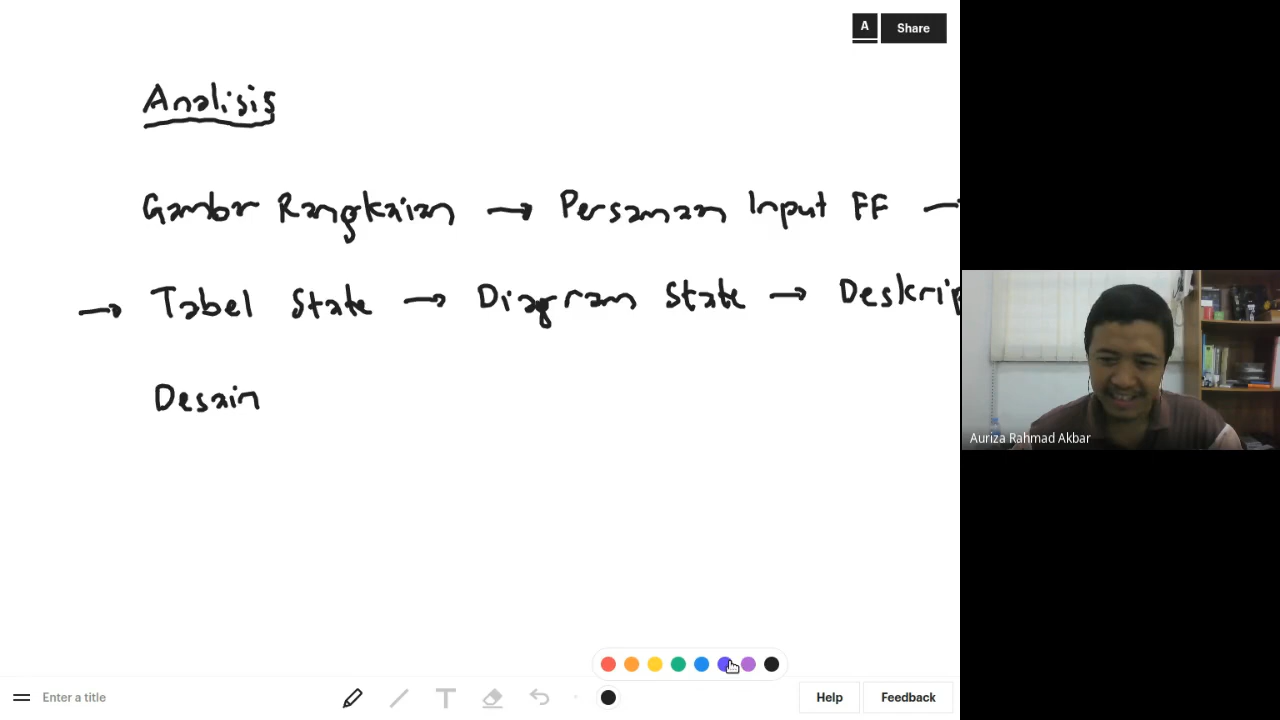 A Share
Analisis
Gambar Rangkaian → Persamaan Input FF →
→ Tabel State → Diagram State → Deskrip
Desain
Auriza Rahmad Akbar
Enter a title
T
Help
Feedback